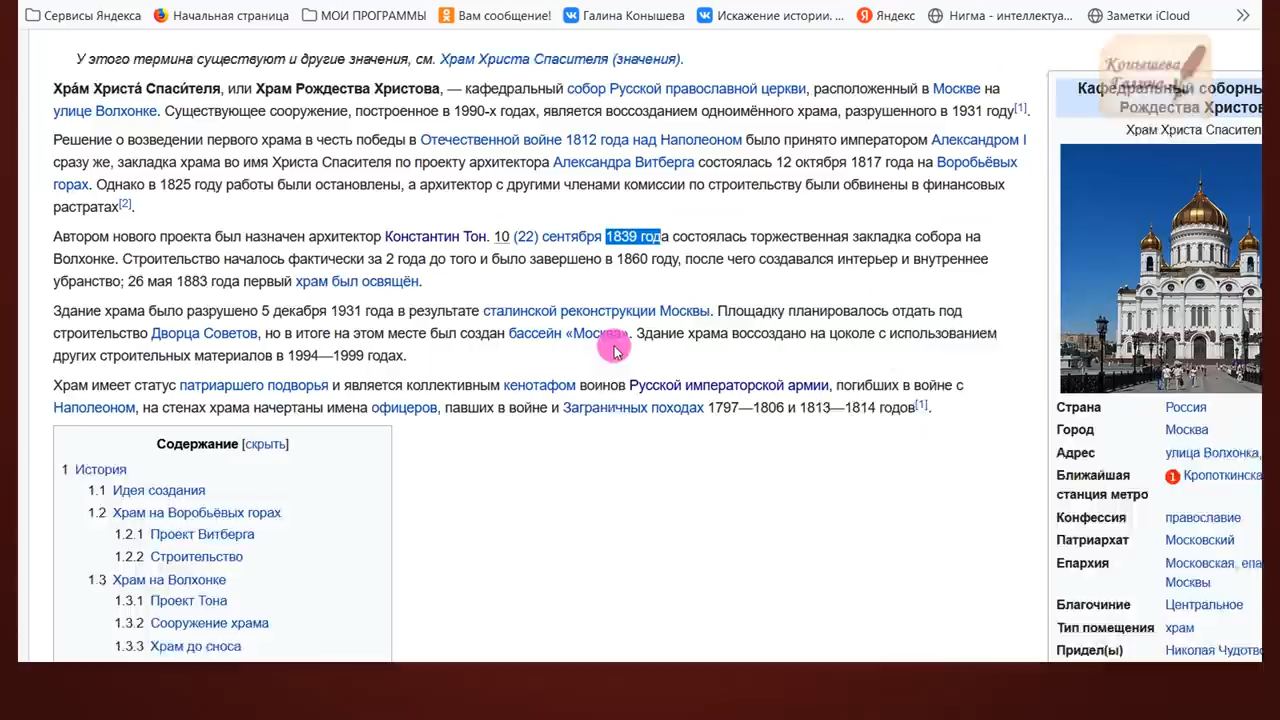 Сервисы Яндекса Начальная страница МОИ ПРОГРАММЫ Вам сообщение! Галина Конышева Искажение истории. ... Яндекс Нигма - интеллектуа... Заметки iCloud
У этого термина существуют и другие значения, см. Храм Христа Спасителя (значения).
Хра́м Христа́ Спаси́теля, или Храм Рождества Христова, — кафедральный собор Русской православной церкви, расположенный в Москве на
улице Волхонке. Существующее сооружение, построенное в 1990-х годах, является воссозданием одноимённого храма, разрушенного в 1931 году[1].
Решение о возведении первого храма в честь победы в Отечественной войне 1812 года над Наполеоном было принято императором Александром I
сразу же, закладка храма во имя Христа Спасителя по проекту архитектора Александра Витберга состоялась 12 октября 1817 года на Воробьёвых
горах. Однако в 1825 году работы были остановлены, а архитектор с другими членами комиссии по строительству были обвинены в финансовых
растратах[2].
Автором нового проекта был назначен архитектор Константин Тон. 10 (22) сентября 1839 года состоялась торжественная закладка собора на
Волхонке. Строительство началось фактически за 2 года до того и было завершено в 1860 году, после чего создавался интерьер и внутреннее
убранство; 26 мая 1883 года первый храм был освящён.
Здание храма было разрушено 5 декабря 1931 года в результате сталинской реконструкции Москвы. Площадку планировалось отдать под
строительство Дворца Советов, но в итоге на этом месте был создан бассейн «Москва». Здание храма воссоздано на цоколе с использованием
других строительных материалов в 1994—1999 годах.
Храм имеет статус патриаршего подворья и является коллективным кенотафом воинов Русской императорской армии, погибших в войне с
Наполеоном, на стенах храма начертаны имена офицеров, павших в войне и Заграничных походах 1797—1806 и 1813—1814 годов[1].
Содержание [скрыть]
1 История
1.1 Идея создания
1.2 Храм на Воробьёвых горах
1.2.1 Проект Витберга
1.2.2 Строительство
1.3 Храм на Волхонке
1.3.1 Проект Тона
1.3.2 Сооружение храма
1.3.3 Храм до сноса
Конышева
Галина
Кафедральный соборнь
Рождества Христов
Храм Христа Спасител
Страна Россия
Город Москва
Адрес улица Волхонка,
Ближайшая 1 Кропоткинска
станция метро
Конфессия православие
Патриархат Московский
Епархия Московская, епа
Москвы
Благочиние Центральное
Тип помещения храм
Придел(ы) Николая Чудотво